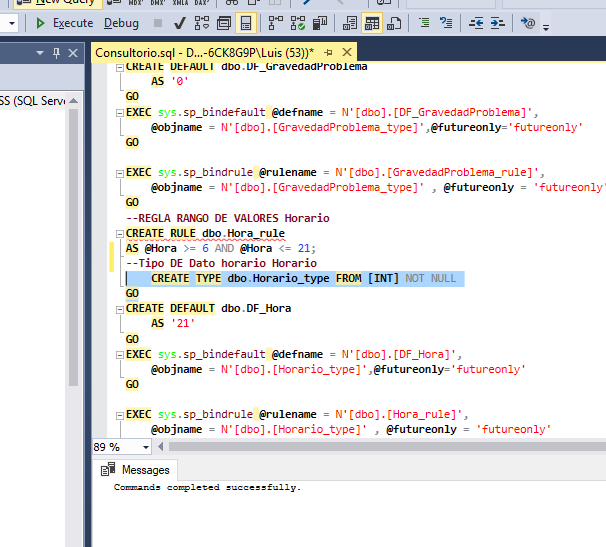 New Query
MDX DMX XMLA DAX
Execute Debug
Consultorio.sql - D...-6CK8G9P\Luis (53))*
SS (SQL Serve
CREATE DEFAULT dbo.DF_GravedadProblema
AS '0'
GO
EXEC sys.sp_bindefault @defname = N'[dbo].[DF_GravedadProblema]',
@objname = N'[dbo].[GravedadProblema_type]',@futureonly='futureonly'
GO
EXEC sys.sp_bindrule @rulename = N'[dbo].[GravedadProblema_rule]',
@objname = N'[dbo].[GravedadProblema_type]' , @futureonly = 'futureonly'
GO
--REGLA RANGO DE VALORES Horario
CREATE RULE dbo.Hora_rule
AS @Hora >= 6 AND @Hora <= 21;
--Tipo DE Dato horario Horario
CREATE TYPE dbo.Horario_type FROM [INT] NOT NULL
GO
CREATE DEFAULT dbo.DF_Hora
AS '21'
GO
EXEC sys.sp_bindefault @defname = N'[dbo].[DF_Hora]',
@objname = N'[dbo].[Horario_type]',@futureonly='futureonly'
GO
EXEC sys.sp_bindrule @rulename = N'[dbo].[Hora_rule]',
@objname = N'[dbo].[Horario_type]' , @futureonly = 'futureonly'
89 %
Messages
Commands completed successfully.